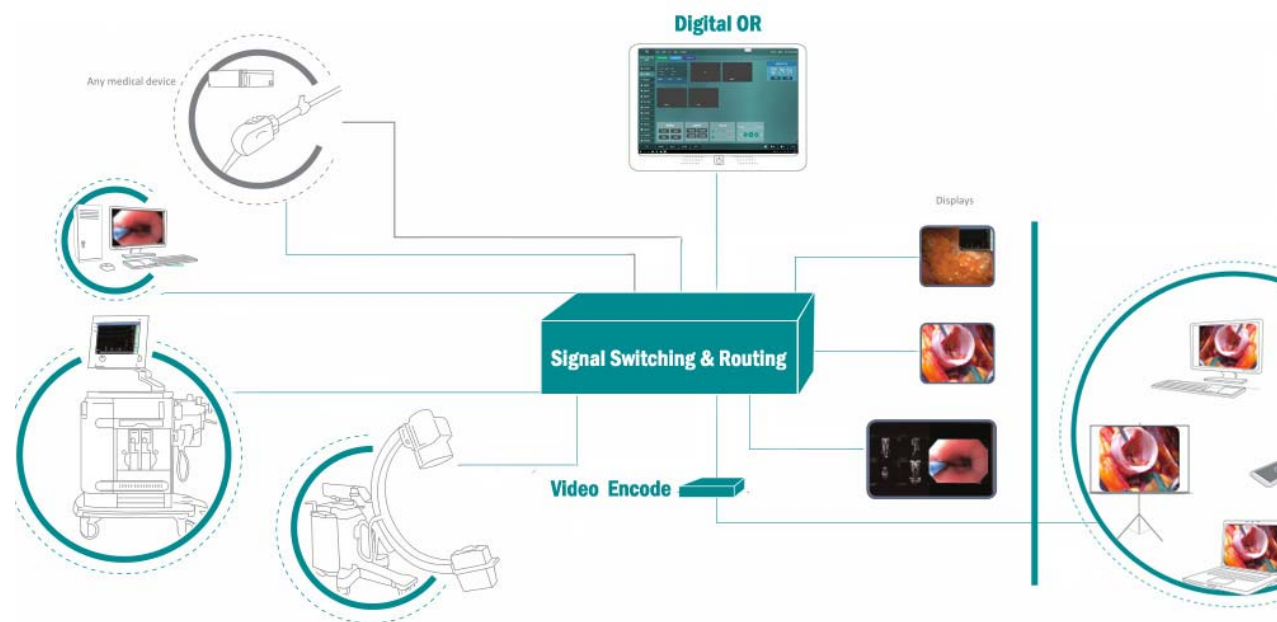 Digital OR
Any medical device
Displays
Signal Switching & Routing
Video Encode